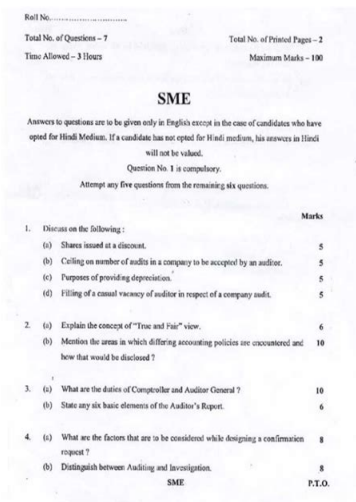 Roll No..............................
Total No. of Questions – 7 Total No. of Printed Pages – 2
Time Allowed – 3 Hours Maximum Marks – 100
SME
Answers to questions are to be given only in English except in the case of candidates who have
opted for Hindi Medium. If a candidate has not opted for Hindi medium, his answers in Hindi
will not be valued.
Question No. 1 is compulsory.
Attempt any five questions from the remaining six questions.
Marks
1. Discuss on the following :
(a) Shares issued at a discount. 5
(b) Ceiling on number of audits in a company to be accepted by an auditor. 5
(c) Purposes of providing depreciation. 5
(d) Filling of a casual vacancy of auditor in respect of a company audit. 5
2. (a) Explain the concept of "True and Fair" view. 6
(b) Mention the areas in which differing accounting policies are encountered and 10
how that would be disclosed ?
3. (a) What are the duties of Comptroller and Auditor General ? 10
(b) State any six basic elements of the Auditor's Report. 6
4. (a) What are the factors that are to be considered while designing a confirmation 8
request ?
(b) Distinguish between Auditing and Investigation. 8
SME P.T.O.